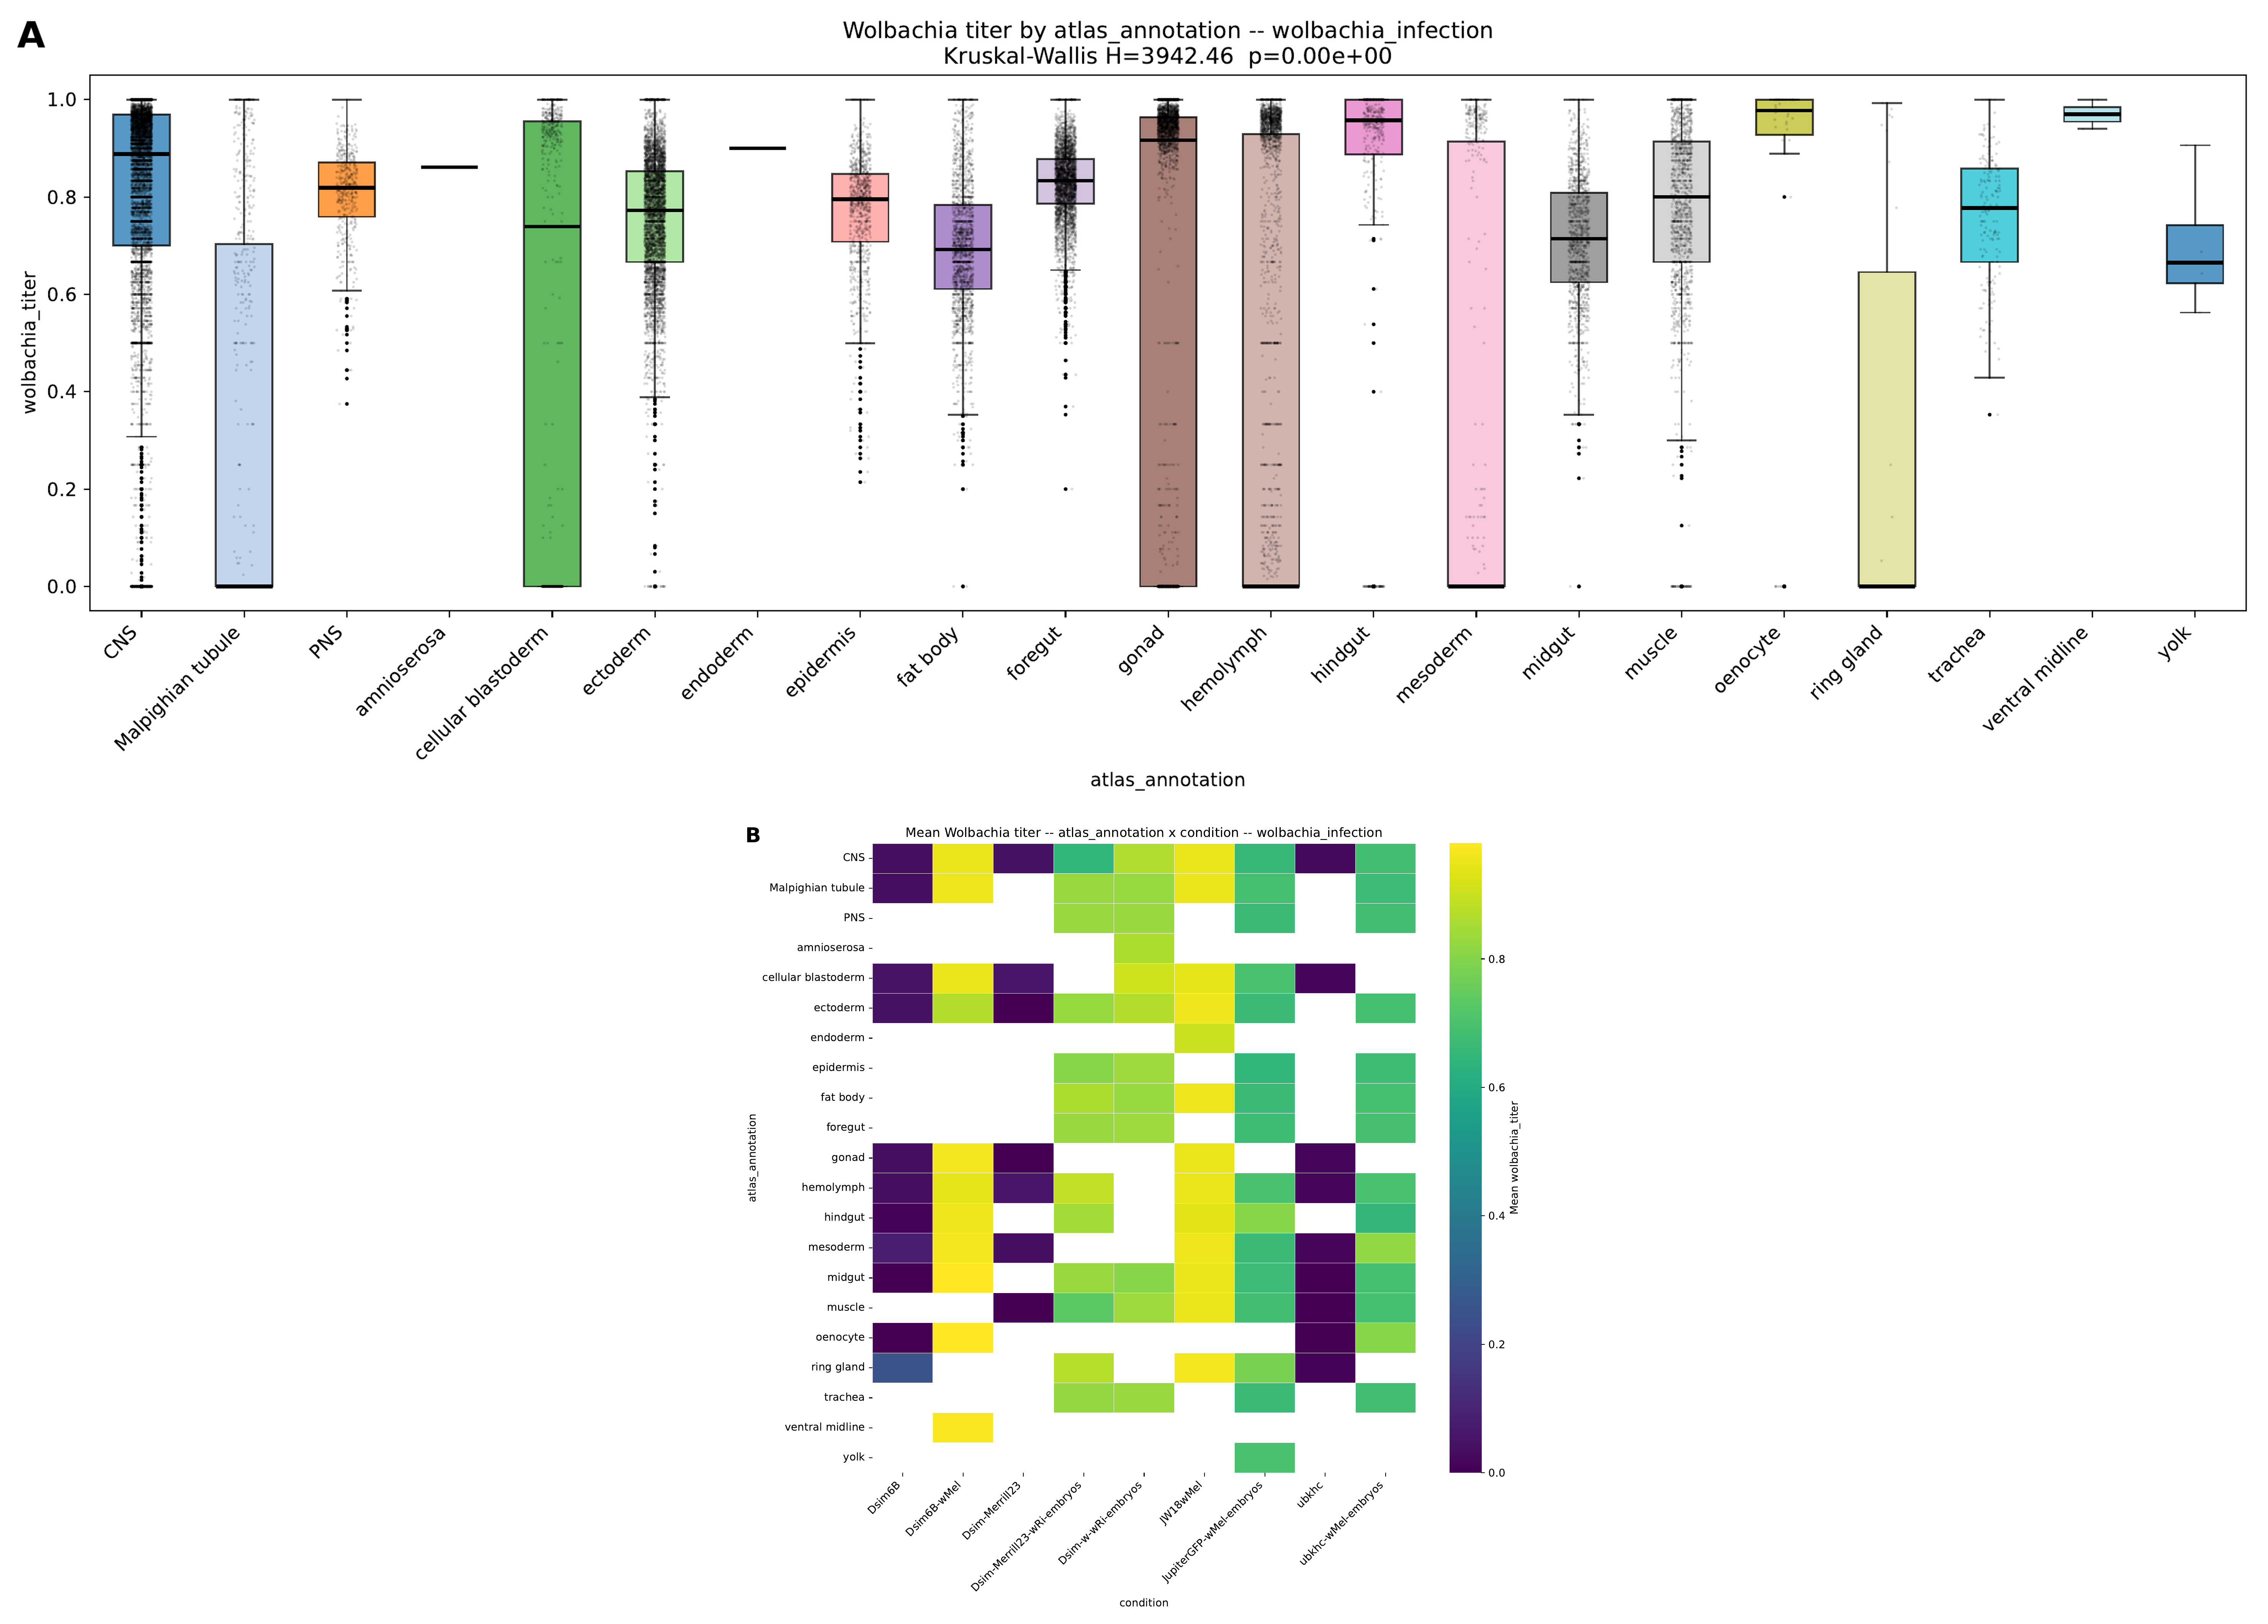 A
Wolbachia titer by atlas_annotation -- wolbachia_infection
Kruskal-Wallis H=3942.46  p=0.00e+00
wolbachia_titer
1.0
0.8
0.6
0.4
0.2
0.0
CNS
Malpighian tubule
PNS
amnioserosa
cellular blastoderm
ectoderm
endoderm
epidermis
fat body
foregut
gonad
hemolymph
hindgut
mesoderm
midgut
muscle
oenocyte
ring gland
trachea
ventral midline
yolk
atlas_annotation
B
Mean Wolbachia titer -- atlas_annotation x condition -- wolbachia_infection
atlas_annotation
CNS
Malpighian tubule
PNS
amnioserosa
cellular blastoderm
ectoderm
endoderm
epidermis
fat body
foregut
gonad
hemolymph
hindgut
mesoderm
midgut
muscle
oenocyte
ring gland
trachea
ventral midline
yolk
Dsim6B
Dsim6B-wMel
Dsim-Merrill23
Dsim-Merrill23-wRi-embryos
Dsim-w-wRi-embryos
JW18wMel
JupiterGFP-wMel-embryos
ubkhc
ubkhc-wMel-embryos
condition
0.8
0.6
0.4
0.2
0.0
Mean wolbachia_titer